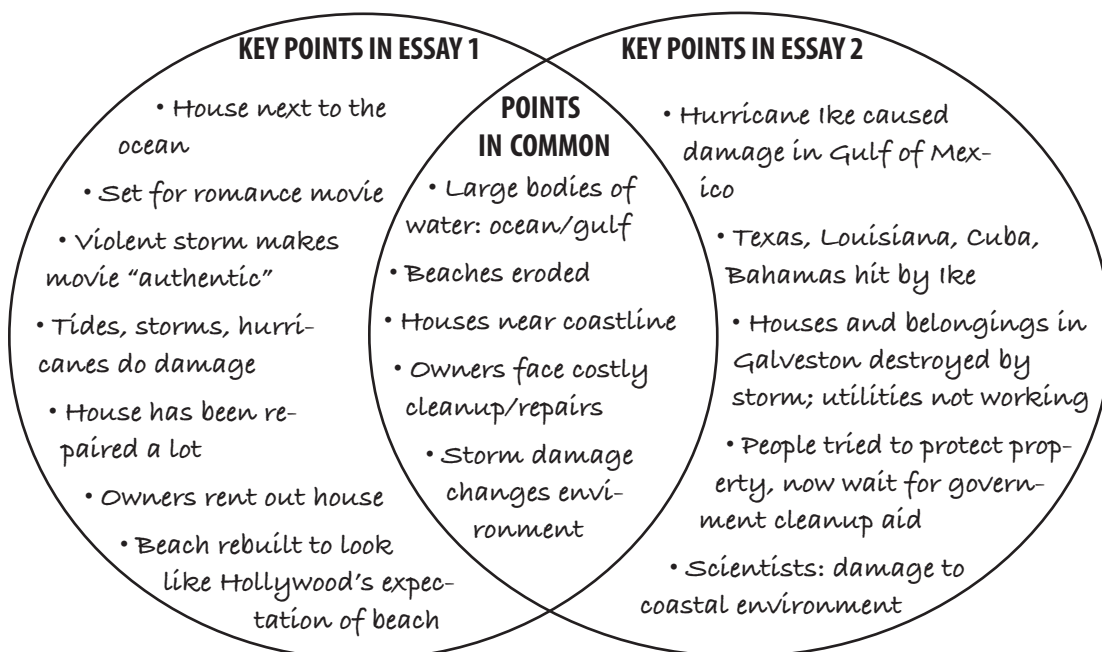 KEY POINTS IN ESSAY 1
• House next to the
ocean
• Set for romance movie
• Violent storm makes
movie “authentic”
• Tides, storms, hurri-
canes do damage
• House has been re-
paired a lot
• Owners rent out house
• Beach rebuilt to look
like Hollywood’s expec-
tation of beach
POINTS
IN COMMON
• Large bodies of
water: ocean/gulf
• Beaches eroded
• Houses near coastline
• Owners face costly
cleanup/repairs
• Storm damage
changes envi-
ronment
KEY POINTS IN ESSAY 2
• Hurricane Ike caused
damage in Gulf of Mex-
ico
• Texas, Louisiana, Cuba,
Bahamas hit by Ike
• Houses and belongings in
Galveston destroyed by
storm; utilities not working
• People tried to protect prop-
erty, now wait for govern-
ment cleanup aid
• Scientists: damage to
coastal environment